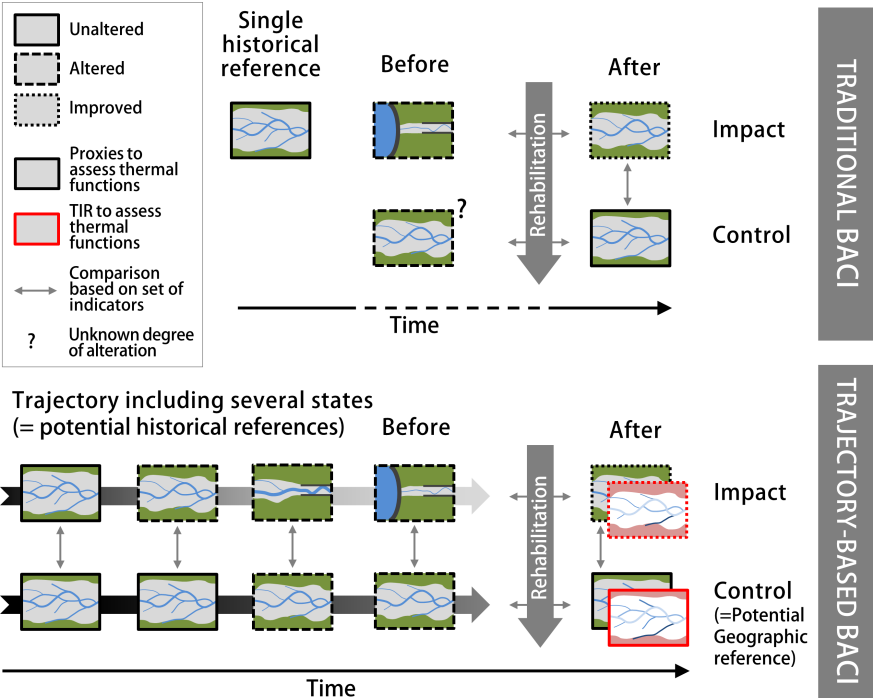 Unaltered
Altered
Improved
Proxies to
assess thermal
functions
TIR to assess
thermal
functions
Comparison
based on set of
indicators
?
Unknown degree
of alteration
Single
historical
reference
Before
After
Rehabilitation
Impact
?
Control
Time
TRADITIONAL BACI
Trajectory including several states
(= potential historical references)
Before
After
Rehabilitation
Impact
Control
(=Potential
Geographic
reference)
Time
TRAJECTORY-BASED BACI